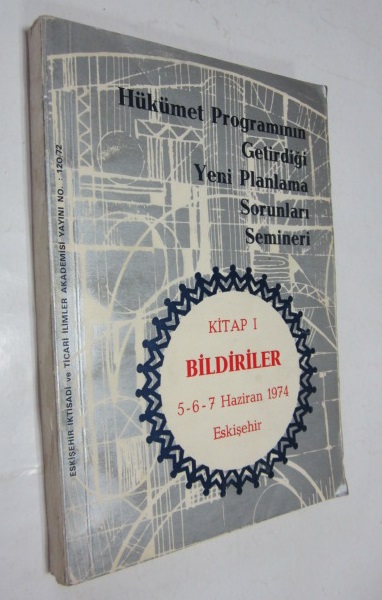 Hükümet Programının
Getirdiği
Yeni Planlama
Sorunları
Semineri
KİTAP I
BİLDİRİLER
5-6-7 Haziran 1974
Eskişehir
ESKİŞEHİR İKTİSADİ ve TİCARİ İLİMLER AKADEMİSİ YAYINI NO. : 120/72